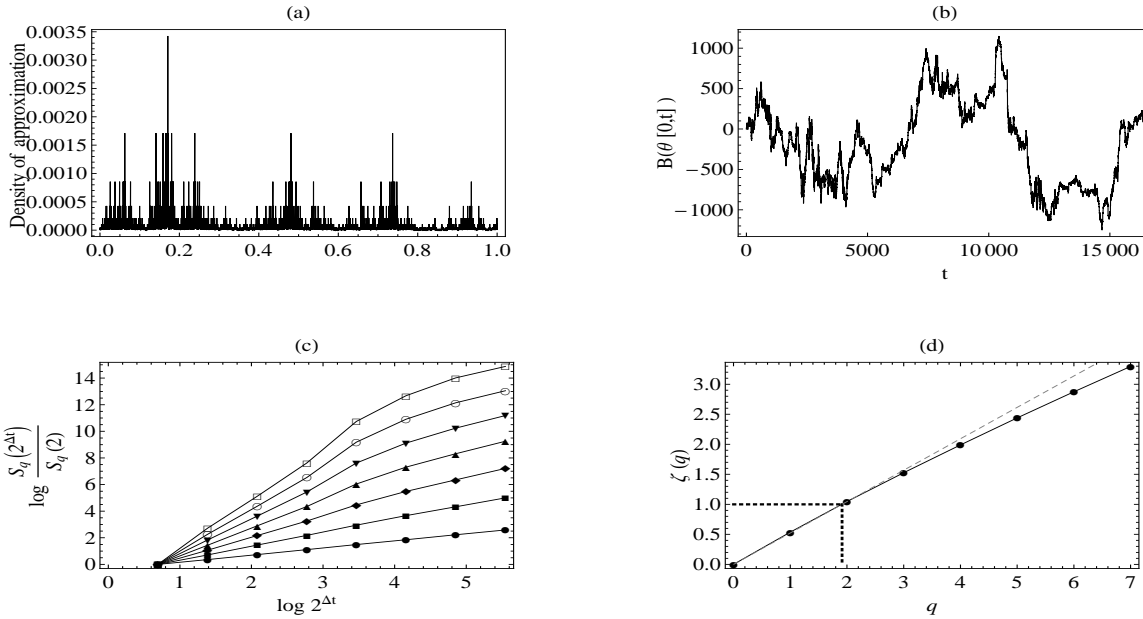 (a)
Density of approximation
0.0035
0.0030
0.0025
0.0020
0.0015
0.0010
0.0005
0.0000
0.0 0.2 0.4 0.6 0.8 1.0
(b)
B(θ [0,t] )
1000
500
0
−500
−1000
0 5000 10 000 15 000
t
(c)
log S_q(2^Δt) / S_q(2)
14
12
10
8
6
4
2
0
0 1 2 3 4 5
log 2^Δt
(d)
ζ (q)
3.0
2.5
2.0
1.5
1.0
0.5
0.0
0 1 2 3 4 5 6 7
q